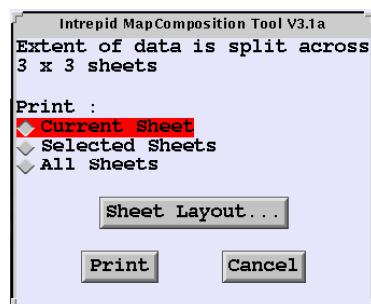 Intrepid MapComposition Tool V3.1a
Extent of data is split across
3 x 3 sheets
Print :
Current Sheet
Selected Sheets
All Sheets
Sheet Layout...
Print Cancel